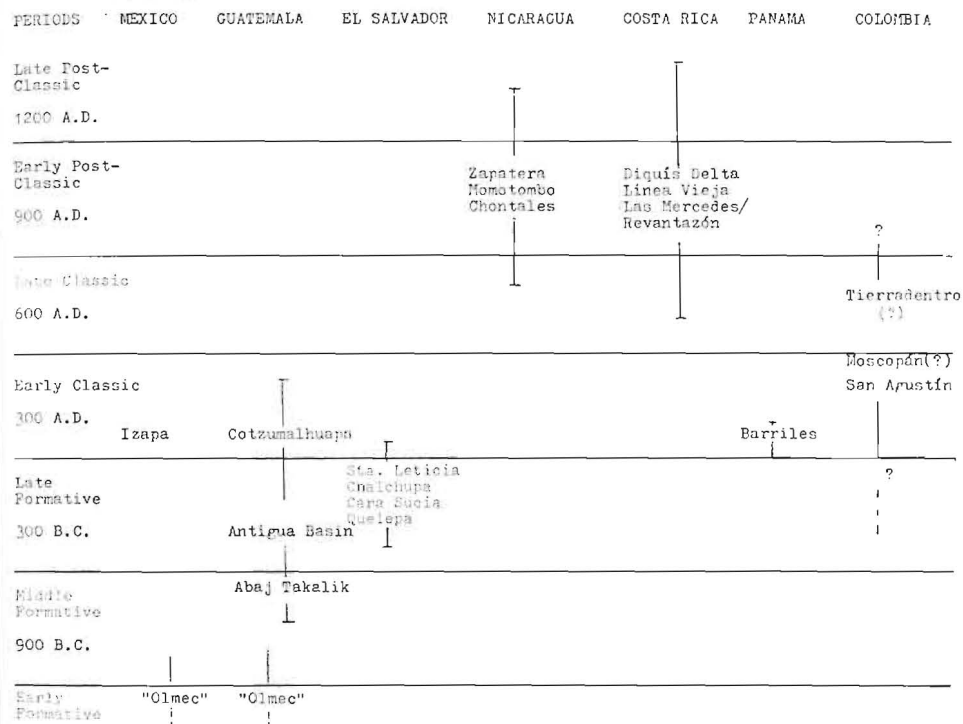 PERIODS MEXICO GUATEMALA EL SALVADOR NICARAGUA COSTA RICA PANAMA COLOMBIA
Late Post-
Classic
1200 A.D.
Early Post-
Classic
900 A.D.
Zapatera
Momotombo
Chontales
Diquís Delta
Linea Vieja
Las Mercedes/
Revantazón
?
Late Classic
600 A.D.
Tierradentro
(?)
Moscopán(?)
Early Classic
San Agustín
300 A.D.
Izapa Cotzumalhuapa Barriles
Late
Formative
Sta. Leticia
Cnalchupa
Cara Sucia
Quelepa
?
300 B.C.
Antigua Basin
Abaj Takalik
Middle
Formative
900 B.C.
Early
Formative
"Olmec" "Olmec"